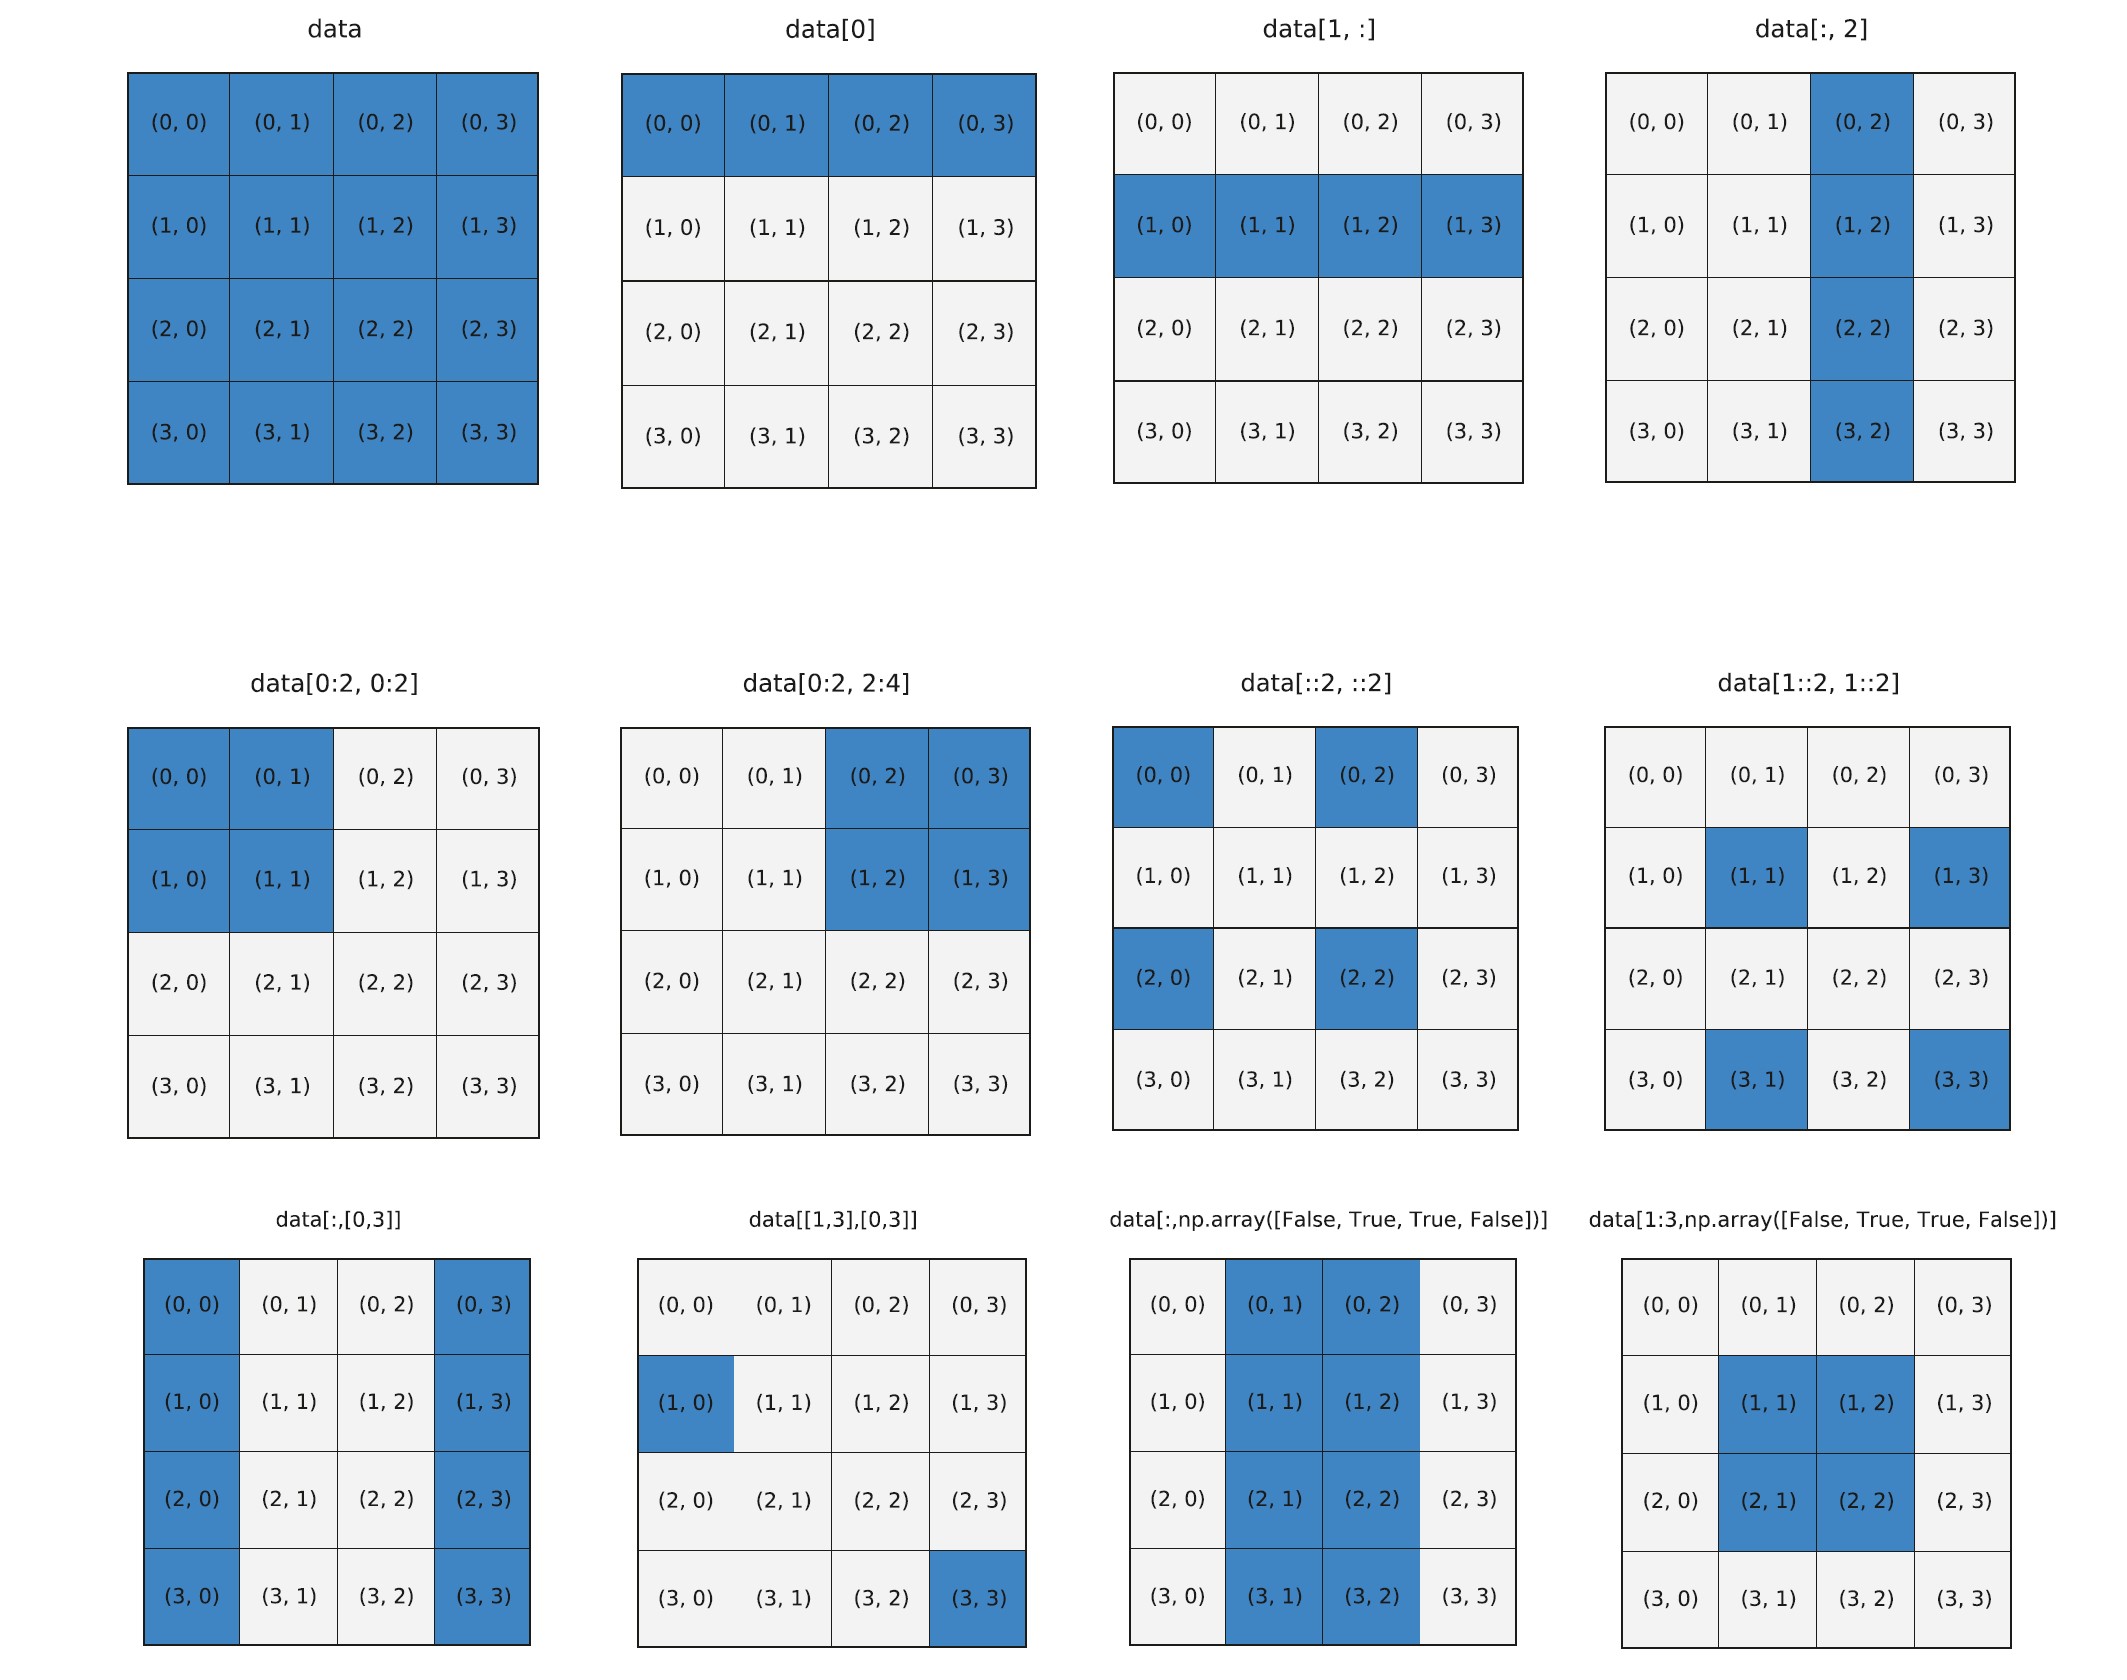 data data[0] data[1, :] data[:, 2]
(0, 0) (0, 1) (0, 2) (0, 3) (0, 0) (0, 1) (0, 2) (0, 3) (0, 0) (0, 1) (0, 2) (0, 3) (0, 0) (0, 1) (0, 2) (0, 3)
(1, 0) (1, 1) (1, 2) (1, 3) (1, 0) (1, 1) (1, 2) (1, 3) (1, 0) (1, 1) (1, 2) (1, 3) (1, 0) (1, 1) (1, 2) (1, 3)
(2, 0) (2, 1) (2, 2) (2, 3) (2, 0) (2, 1) (2, 2) (2, 3) (2, 0) (2, 1) (2, 2) (2, 3) (2, 0) (2, 1) (2, 2) (2, 3)
(3, 0) (3, 1) (3, 2) (3, 3) (3, 0) (3, 1) (3, 2) (3, 3) (3, 0) (3, 1) (3, 2) (3, 3) (3, 0) (3, 1) (3, 2) (3, 3)
data[0:2, 0:2] data[0:2, 2:4] data[::2, ::2] data[1::2, 1::2]
(0, 0) (0, 1) (0, 2) (0, 3) (0, 0) (0, 1) (0, 2) (0, 3) (0, 0) (0, 1) (0, 2) (0, 3) (0, 0) (0, 1) (0, 2) (0, 3)
(1, 0) (1, 1) (1, 2) (1, 3) (1, 0) (1, 1) (1, 2) (1, 3) (1, 0) (1, 1) (1, 2) (1, 3) (1, 0) (1, 1) (1, 2) (1, 3)
(2, 0) (2, 1) (2, 2) (2, 3) (2, 0) (2, 1) (2, 2) (2, 3) (2, 0) (2, 1) (2, 2) (2, 3) (2, 0) (2, 1) (2, 2) (2, 3)
(3, 0) (3, 1) (3, 2) (3, 3) (3, 0) (3, 1) (3, 2) (3, 3) (3, 0) (3, 1) (3, 2) (3, 3) (3, 0) (3, 1) (3, 2) (3, 3)
data[:,[0,3]] data[[1,3],[0,3]] data[:,np.array([False, True, True, False])] data[1:3,np.array([False, True, True, False])]
(0, 0) (0, 1) (0, 2) (0, 3) (0, 0) (0, 1) (0, 2) (0, 3) (0, 0) (0, 1) (0, 2) (0, 3) (0, 0) (0, 1) (0, 2) (0, 3)
(1, 0) (1, 1) (1, 2) (1, 3) (1, 0) (1, 1) (1, 2) (1, 3) (1, 0) (1, 1) (1, 2) (1, 3) (1, 0) (1, 1) (1, 2) (1, 3)
(2, 0) (2, 1) (2, 2) (2, 3) (2, 0) (2, 1) (2, 2) (2, 3) (2, 0) (2, 1) (2, 2) (2, 3) (2, 0) (2, 1) (2, 2) (2, 3)
(3, 0) (3, 1) (3, 2) (3, 3) (3, 0) (3, 1) (3, 2) (3, 3) (3, 0) (3, 1) (3, 2) (3, 3) (3, 0) (3, 1) (3, 2) (3, 3)